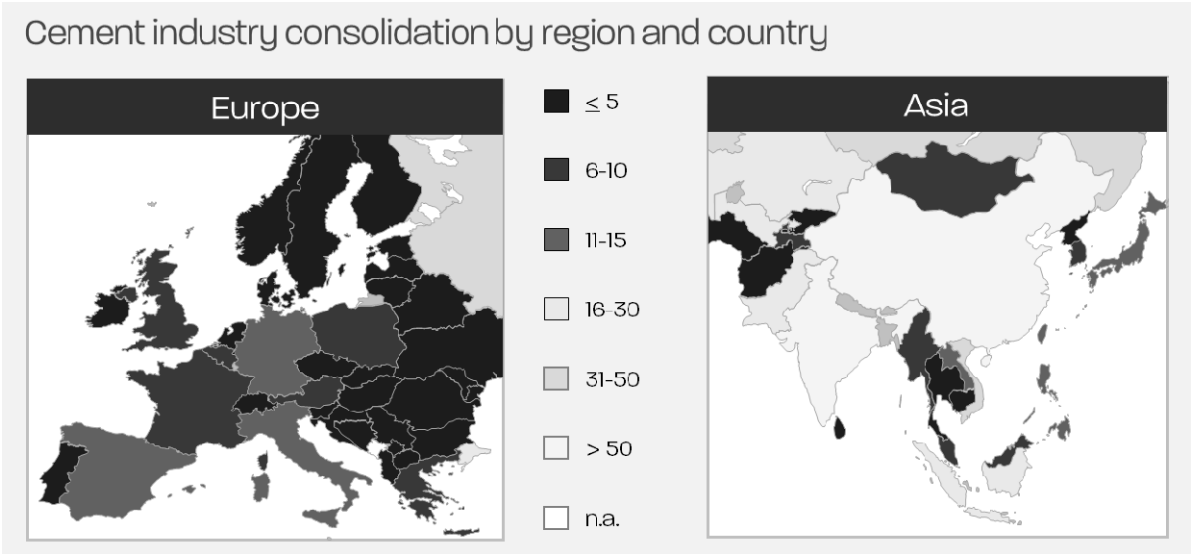 Cement industry consolidation by region and country
Europe
≤ 5
6-10
11-15
16-30
31-50
> 50
n.a.
Asia